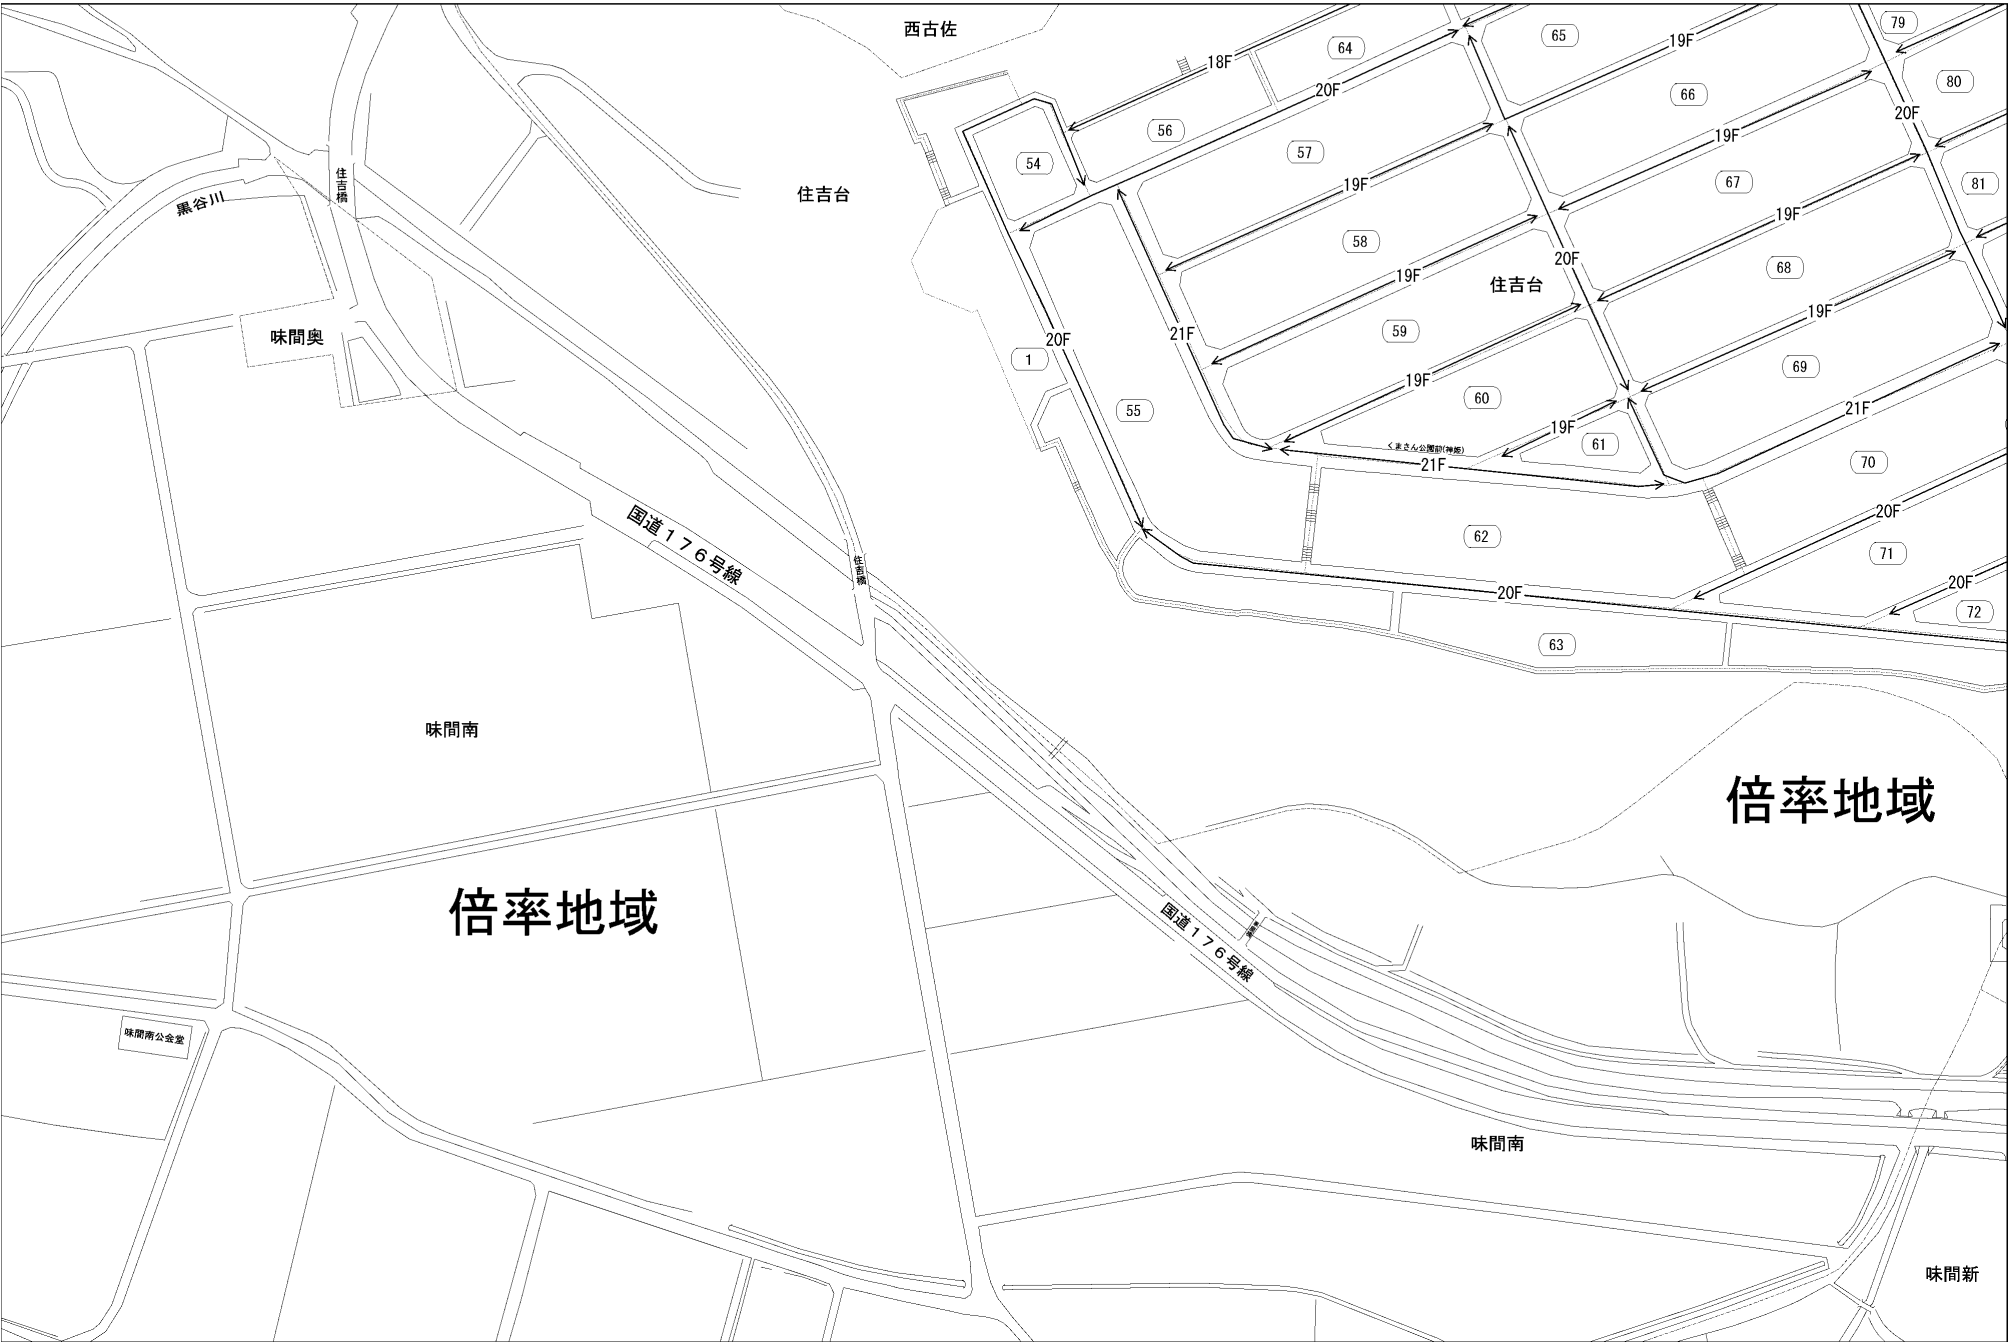 西古佐
64
65
79
19F
18F
66
80
20F
20F
56
57
19F
54
67
81
住吉橋
19F
住吉台
黒谷川
58
19F
20F
68
19F
住吉台
19F
味間奥
20F
21F
59
1
69
19F
60
21F
55
19F
61
くまさん公園前(神姫)
21F
70
20F
国道176号線
62
71
住吉橋
20F
20F
72
63
味間南
倍率地域
倍率地域
国道176号線
味間南公会堂
味間南
味間新